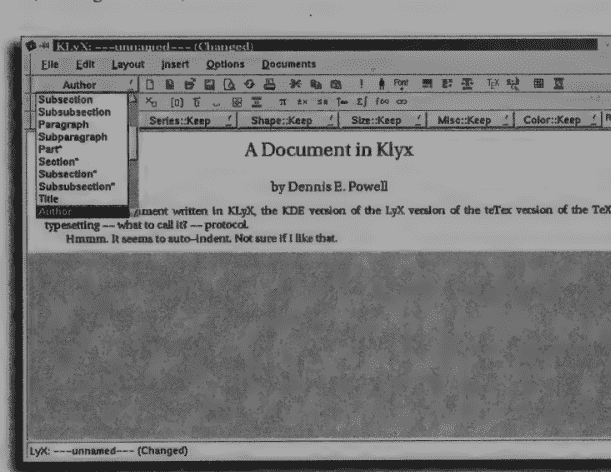 KLyX: ---unnamed--- (Changed)
File Edit Layout Insert Options Documents
Author
Font
TEX
Subsection
Subsubsection
Paragraph
Subparagraph
Part*
Section*
Subsection*
Subsubsection*
Title
Author
Series::Keep Shape::Keep Size::Keep Misc::Keep Color::Keep
A Document in Klyx
by Dennis E. Powell
ument written in KLyX, the KDE version of the LyX version of the teTex version of the TeX
typesetting -- what to call it? -- protocol.
Hmmm. It seems to auto-indent. Not sure if I like that.
LyX: ---unnamed--- (Changed)